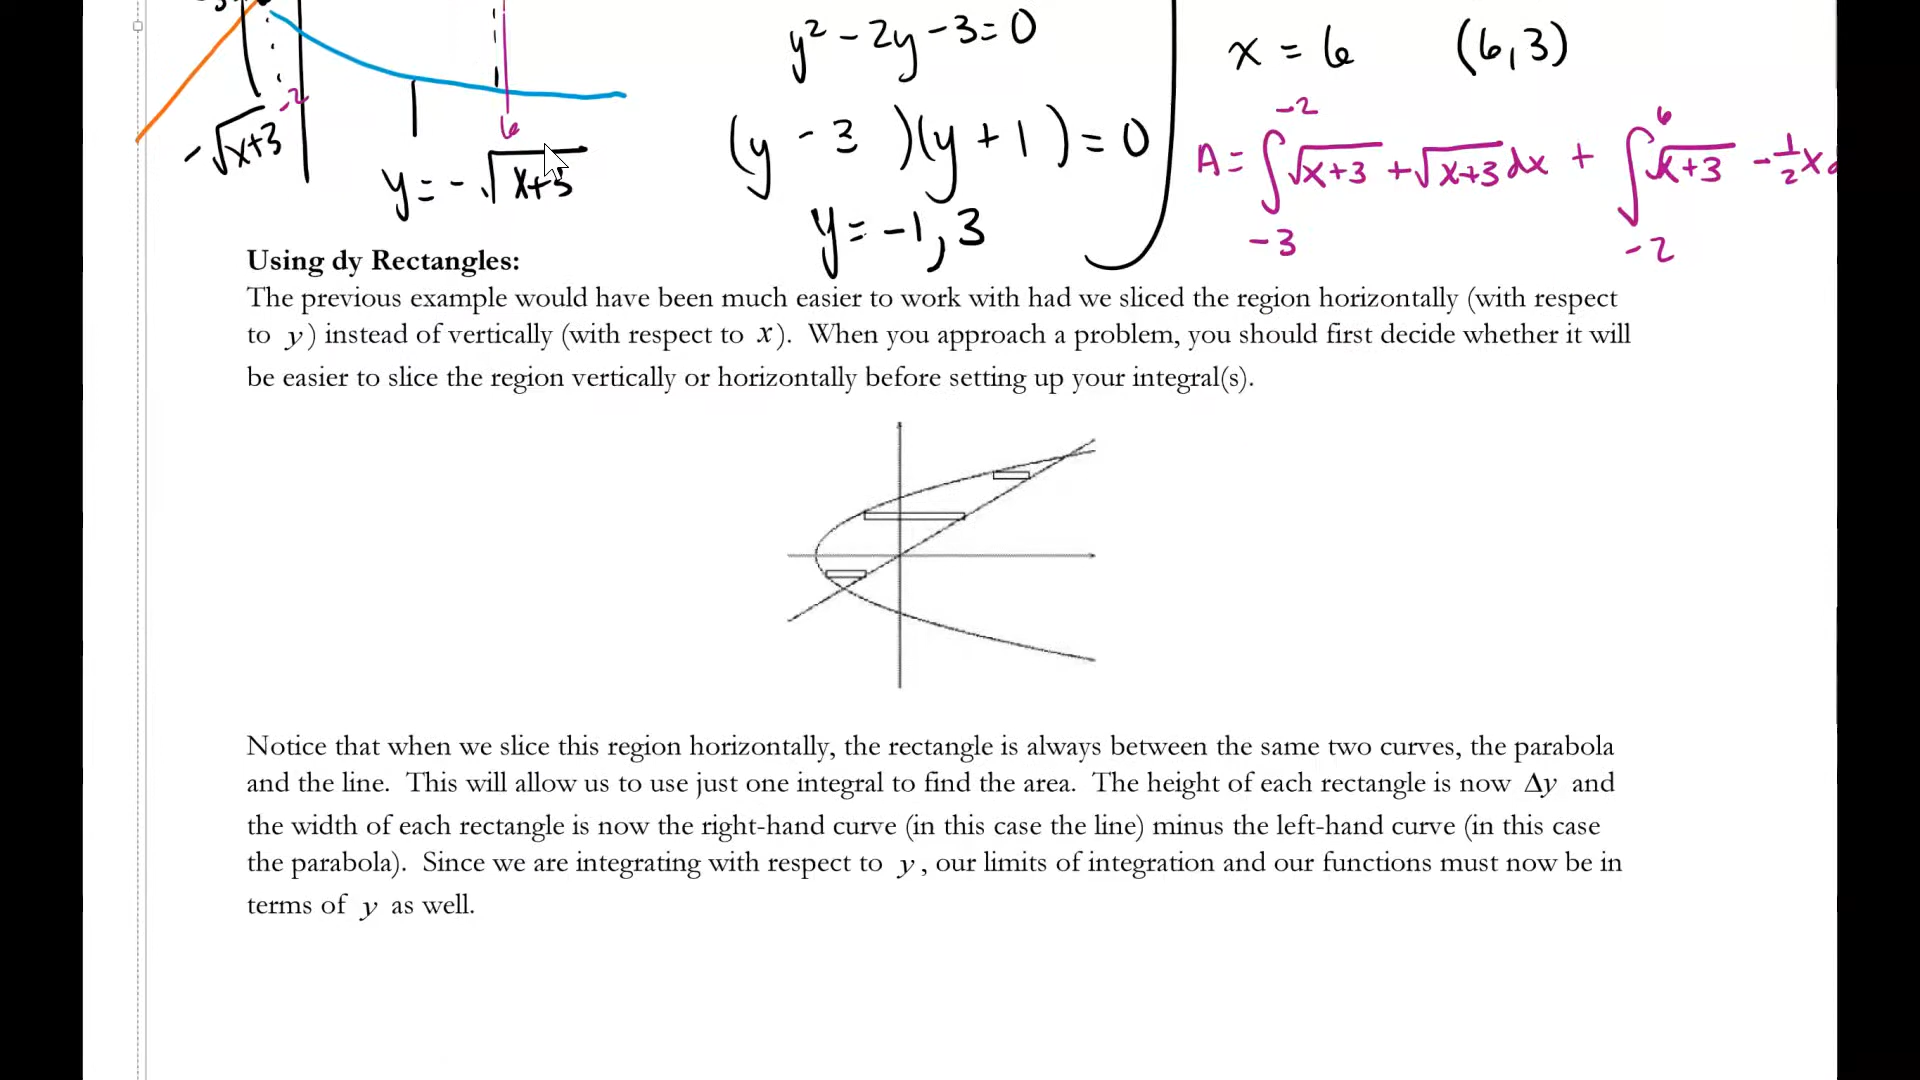 y² - 2y - 3 = 0
x = 6 (6,3)
-√x+3 -2
6
y = -√x+3
(y - 3)(y + 1) = 0
A = ∫₋₃⁻² √x+3 + √x+3 dx + ∫₋₂⁶ √x+3 - 1/2 x
y = -1, 3
Using dy Rectangles:
The previous example would have been much easier to work with had we sliced the region horizontally (with respect
to y) instead of vertically (with respect to x). When you approach a problem, you should first decide whether it will
be easier to slice the region vertically or horizontally before setting up your integral(s).
Notice that when we slice this region horizontally, the rectangle is always between the same two curves, the parabola
and the line. This will allow us to use just one integral to find the area. The height of each rectangle is now Δy and
the width of each rectangle is now the right-hand curve (in this case the line) minus the left-hand curve (in this case
the parabola). Since we are integrating with respect to y, our limits of integration and our functions must now be in
terms of y as well.